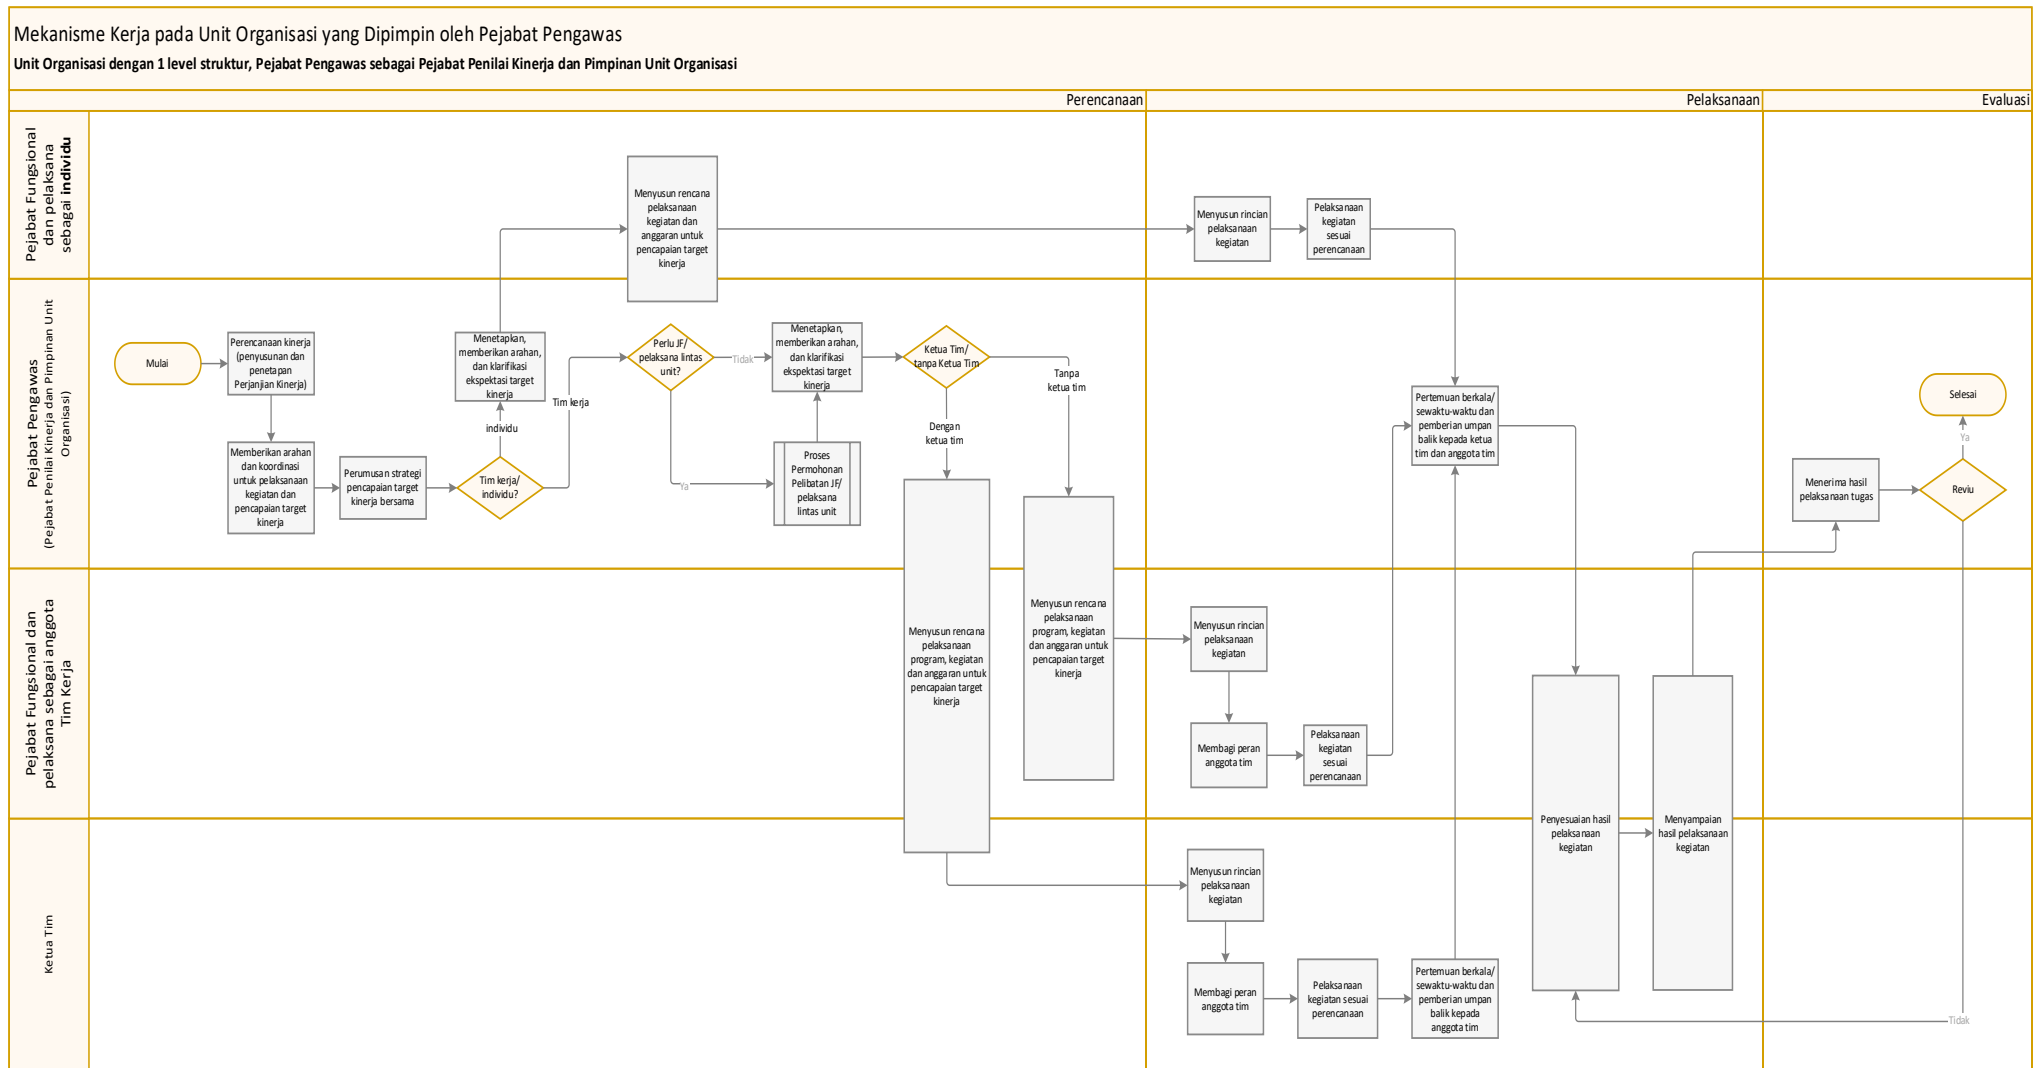 Mekanisme Kerja pada Unit Organisasi yang Dipimpin oleh Pejabat Pengawas
Unit Organisasi dengan 1 level struktur, Pejabat Pengawas sebagai Pejabat Penilai Kinerja dan Pimpinan Unit Organisasi
Perencanaan
Pelaksanaan
Evaluasi
Pejabat Fungsional
dan pelaksana
sebagai individu
Menyusun rencana
pelaksanaan
kegiatan dan
anggaran untuk
pencapaian target
kinerja
Menyusun rincian
pelaksanaan
kegiatan
Pelaksanaan
kegiatan
sesuai
perencanaan
Pejabat Pengawas
(Pejabat Penilai Kinerja dan Pimpinan Unit
Organisasi)
Mulai
Perencanaan kinerja
(penyusunan dan
penetapan
Perjanjian Kinerja)
Memberikan arahan
dan koordinasi
untuk pelaksanaan
kegiatan dan
pencapaian target
kinerja
Perumusan strategi
pencapaian target
kinerja bersama
Tim kerja/
individu?
individu
Menetapkan,
memberikan arahan,
dan klarifikasi
ekspektasi target
kinerja
Tim kerja
Perlu JF/
pelaksana lintas
unit?
Tidak
Ya
Proses
Permohonan
Pelibatan JF/
pelaksana
lintas unit
Menetapkan,
memberikan arahan,
dan klarifikasi
ekspektasi target
kinerja
Ketua Tim/
tanpa Ketua Tim
Dengan
ketua tim
Tanpa
ketua tim
Pertemuan berkala/
sewaktu-waktu dan
pemberian umpan
balik kepada ketua
tim dan anggota tim
Menerima hasil
pelaksanaan tugas
Selesai
Ya
Reviu
Pejabat Fungsional dan
pelaksana sebagai anggota
Tim Kerja
Menyusun rencana
pelaksanaan
program, kegiatan
dan anggaran untuk
pencapaian target
kinerja
Menyusun rencana
pelaksanaan
program, kegiatan
dan anggaran untuk
pencapaian target
kinerja
Menyusun rincian
pelaksanaan
kegiatan
Membagi peran
anggota tim
Pelaksanaan
kegiatan
sesuai
perencanaan
Penyesuaian hasil
pelaksanaan
kegiatan
Menyampaian
hasil pelaksanaan
kegiatan
Ketua Tim
Menyusun rincian
pelaksanaan
kegiatan
Membagi peran
anggota tim
Pelaksanaan
kegiatan sesuai
perencanaan
Pertemuan berkala/
sewaktu-waktu dan
pemberian umpan
balik kepada
anggota tim
Tidak